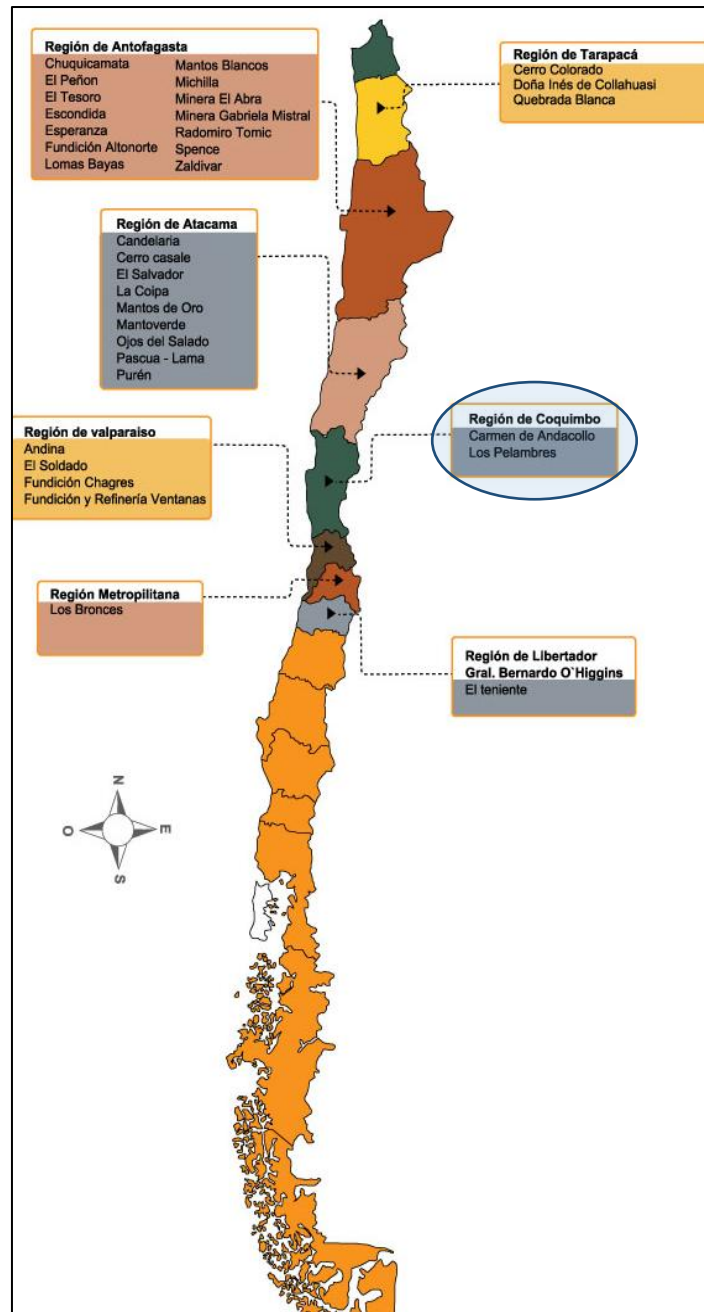 Región de Antofagasta
Chuquicamata Mantos Blancos
El Peñon Michilla
El Tesoro Minera El Abra
Escondida Minera Gabriela Mistral
Esperanza Radomiro Tomic
Fundición Altonorte Spence
Lomas Bayas Zaldivar
Región de Tarapacá
Cerro Colorado
Doña Inés de Collahuasi
Quebrada Blanca
Región de Atacama
Candelaria
Cerro casale
El Salvador
La Coipa
Mantos de Oro
Mantoverde
Ojos del Salado
Pascua - Lama
Purén
Región de Coquimbo
Carmen de Andacollo
Los Pelambres
Región de valparaiso
Andina
El Soldado
Fundición Chagres
Fundición y Refinería Ventanas
Región Metropilitana
Los Bronces
Región de Libertador
Gral. Bernardo O`Higgins
El teniente
N
O E
S